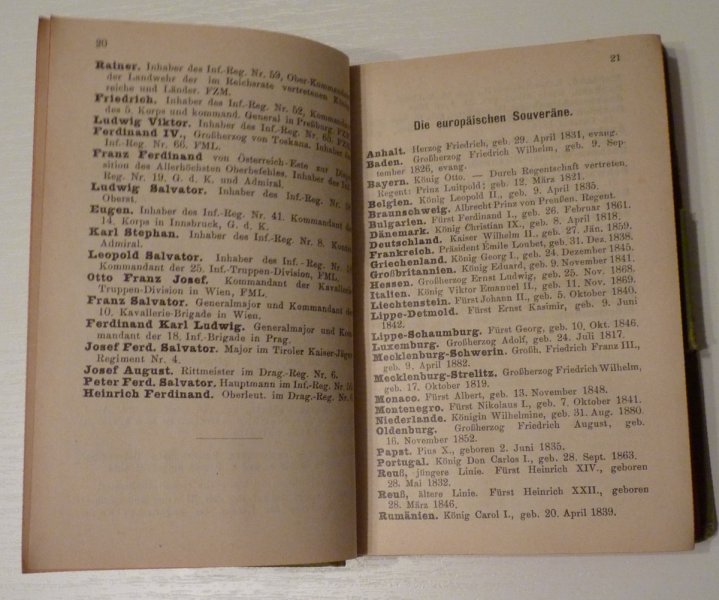 20
Rainer. Inhaber des Inf.-Reg. Nr. 59, Ober-Kommandant
der Landwehr der im Reichsrate vertretenen
reiche und Länder. FZM.
Friedrich. Inhaber des Inf.-Reg. Nr. 52,
des 5. Korps und kommand. General in Preßburg. FZM.
Ludwig Viktor. Inhaber des Inf.-Reg. Nr. 65.
Ferdinand IV., Großherzog von Toskana. Inhaber des
Inf.-Reg. Nr. 66. FML.
Franz Ferdinand von Österreich-Este zur
sition des Allerhöchsten Oberbefehles. Inhaber des
Reg. Nr. 19. G. d. K. und Admiral.
Ludwig Salvator. Inhaber des Inf.-Reg. Nr.
Oberst.
Eugen. Inhaber des Inf.-Reg. Nr. 41. Kommandant des
14. Korps in Innsbruck, G. d. K.
Karl Stephan. Inhaber des Inf.-Reg. Nr. 8.
Admiral.
Leopold Salvator. Inhaber des Inf.-Reg. Nr.
Kommandant der 25. Inf.-Truppen-Division, FML.
Otto Franz Josef. Kommandant der Kavallerie-
Truppen-Division in Wien, FML.
Franz Salvator. Generalmajor und Kommandant der
10. Kavallerie-Brigade in Wien.
Ferdinand Karl Ludwig. Generalmajor und Kom-
mandant der 18. Inf.-Brigade in Prag.
Josef Ferd. Salvator. Major im Tiroler Kaiser-Jäger-
Regiment Nr. 4.
Josef August. Rittmeister im Drag.-Reg. Nr. 6.
Peter Ferd. Salvator, Hauptmann im Inf.-Reg. Nr.
Heinrich Ferdinand. Oberleut. im Drag.-Reg. Nr.
21
Die europäischen Souveräne.
Anhalt. Herzog Friedrich, geb. 29. April 1831, evang.
Baden. Großherzog Friedrich Wilhelm, geb. 9. Sep-
tember 1826, evang.
Bayern. König Otto. — Durch Regentschaft vertreten.
Regent: Prinz Luitpold; geb. 12. März 1821.
Belgien. König Leopold II., geb. 9. April 1835.
Braunschweig. Albrecht Prinz von Preußen. Regent.
Bulgarien. Fürst Ferdinand I., geb. 26. Februar 1861.
Dänemark. König Christian IX., geb. 8. April 1818.
Deutschland. Kaiser Wilhelm II., geb. 27. Jän. 1859.
Frankreich. Präsident Émile Loubet, geb. 31. Dez. 1838.
Griechenland. König Georg I., geb. 24. Dezember 1845.
Großbritannien. König Eduard, geb. 9. November 1841.
Hessen. Großherzog Ernst Ludwig, geb. 25. Nov. 1868.
Italien. König Viktor Emanuel II., geb. 11. Nov. 1869.
Liechtenstein. Fürst Johann II., geb. 5. Oktober 1840.
Lippe-Detmold. Fürst Ernst Kasimir, geb. 9. Juni
1842.
Lippe-Schaumburg. Fürst Georg, geb. 10. Okt. 1846.
Luxemburg. Großherzog Adolf, geb. 24. Juli 1817.
Mecklenburg-Schwerin. Großh. Friedrich Franz III.,
geb. 9. April 1882.
Mecklenburg-Strelitz. Großherzog Friedrich Wilhelm,
geb. 17. Oktober 1819.
Monaco. Fürst Albert, geb. 13. November 1848.
Montenegro. Fürst Nikolaus I., geb. 7. Oktober 1841.
Niederlande. Königin Wilhelmine, geb. 31. Aug. 1880.
Oldenburg. Großherzog Friedrich August, geb.
16. November 1852.
Papst. Pius X., geboren 2. Juni 1835.
Portugal. König Don Carlos I., geb. 28. Sept. 1863.
Reuß, jüngere Linie. Fürst Heinrich XIV., geboren
28. Mai 1832.
Reuß, ältere Linie. Fürst Heinrich XXII., geboren
28. März 1846.
Rumänien. König Carol I., geb. 20. April 1839.